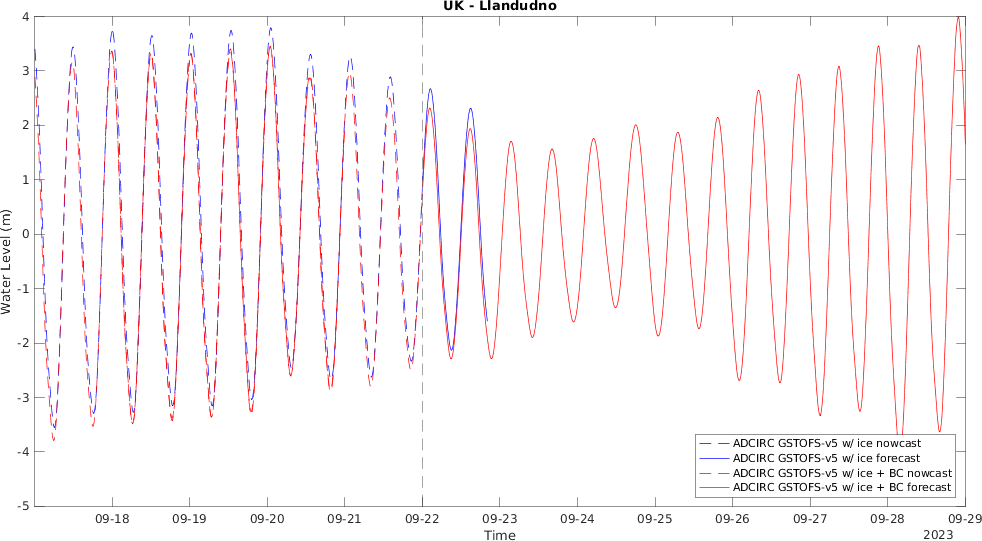 UK - Llandudno
4
3
2
1
0
-1
-2
-3
-4
-5
Water Level (m)
ADCIRC GSTOFS-v5 w/ ice nowcast
ADCIRC GSTOFS-v5 w/ ice forecast
ADCIRC GSTOFS-v5 w/ ice + BC nowcast
ADCIRC GSTOFS-v5 w/ ice + BC forecast
09-18 09-19 09-20 09-21 09-22 09-23 09-24 09-25 09-26 09-27 09-28 09-29
Time
2023